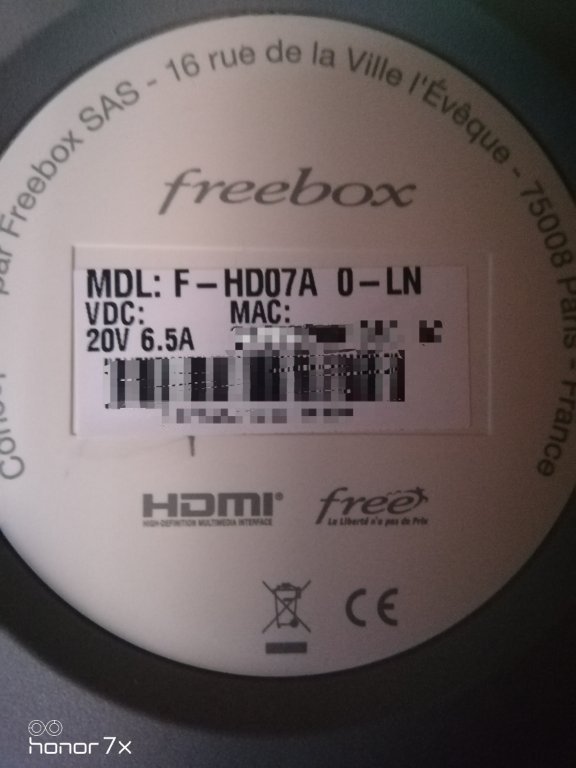 par Freebox SAS - 16 rue de la Ville l'Évêque - 75008 Paris - France
freebox
MDL: F-HD07A 0-LN
VDC: MAC:
20V 6.5A
HDMI®
HIGH-DEFINITION MULTIMEDIA INTERFACE
free
La Liberté n'a pas de Prix
CE
honor 7x